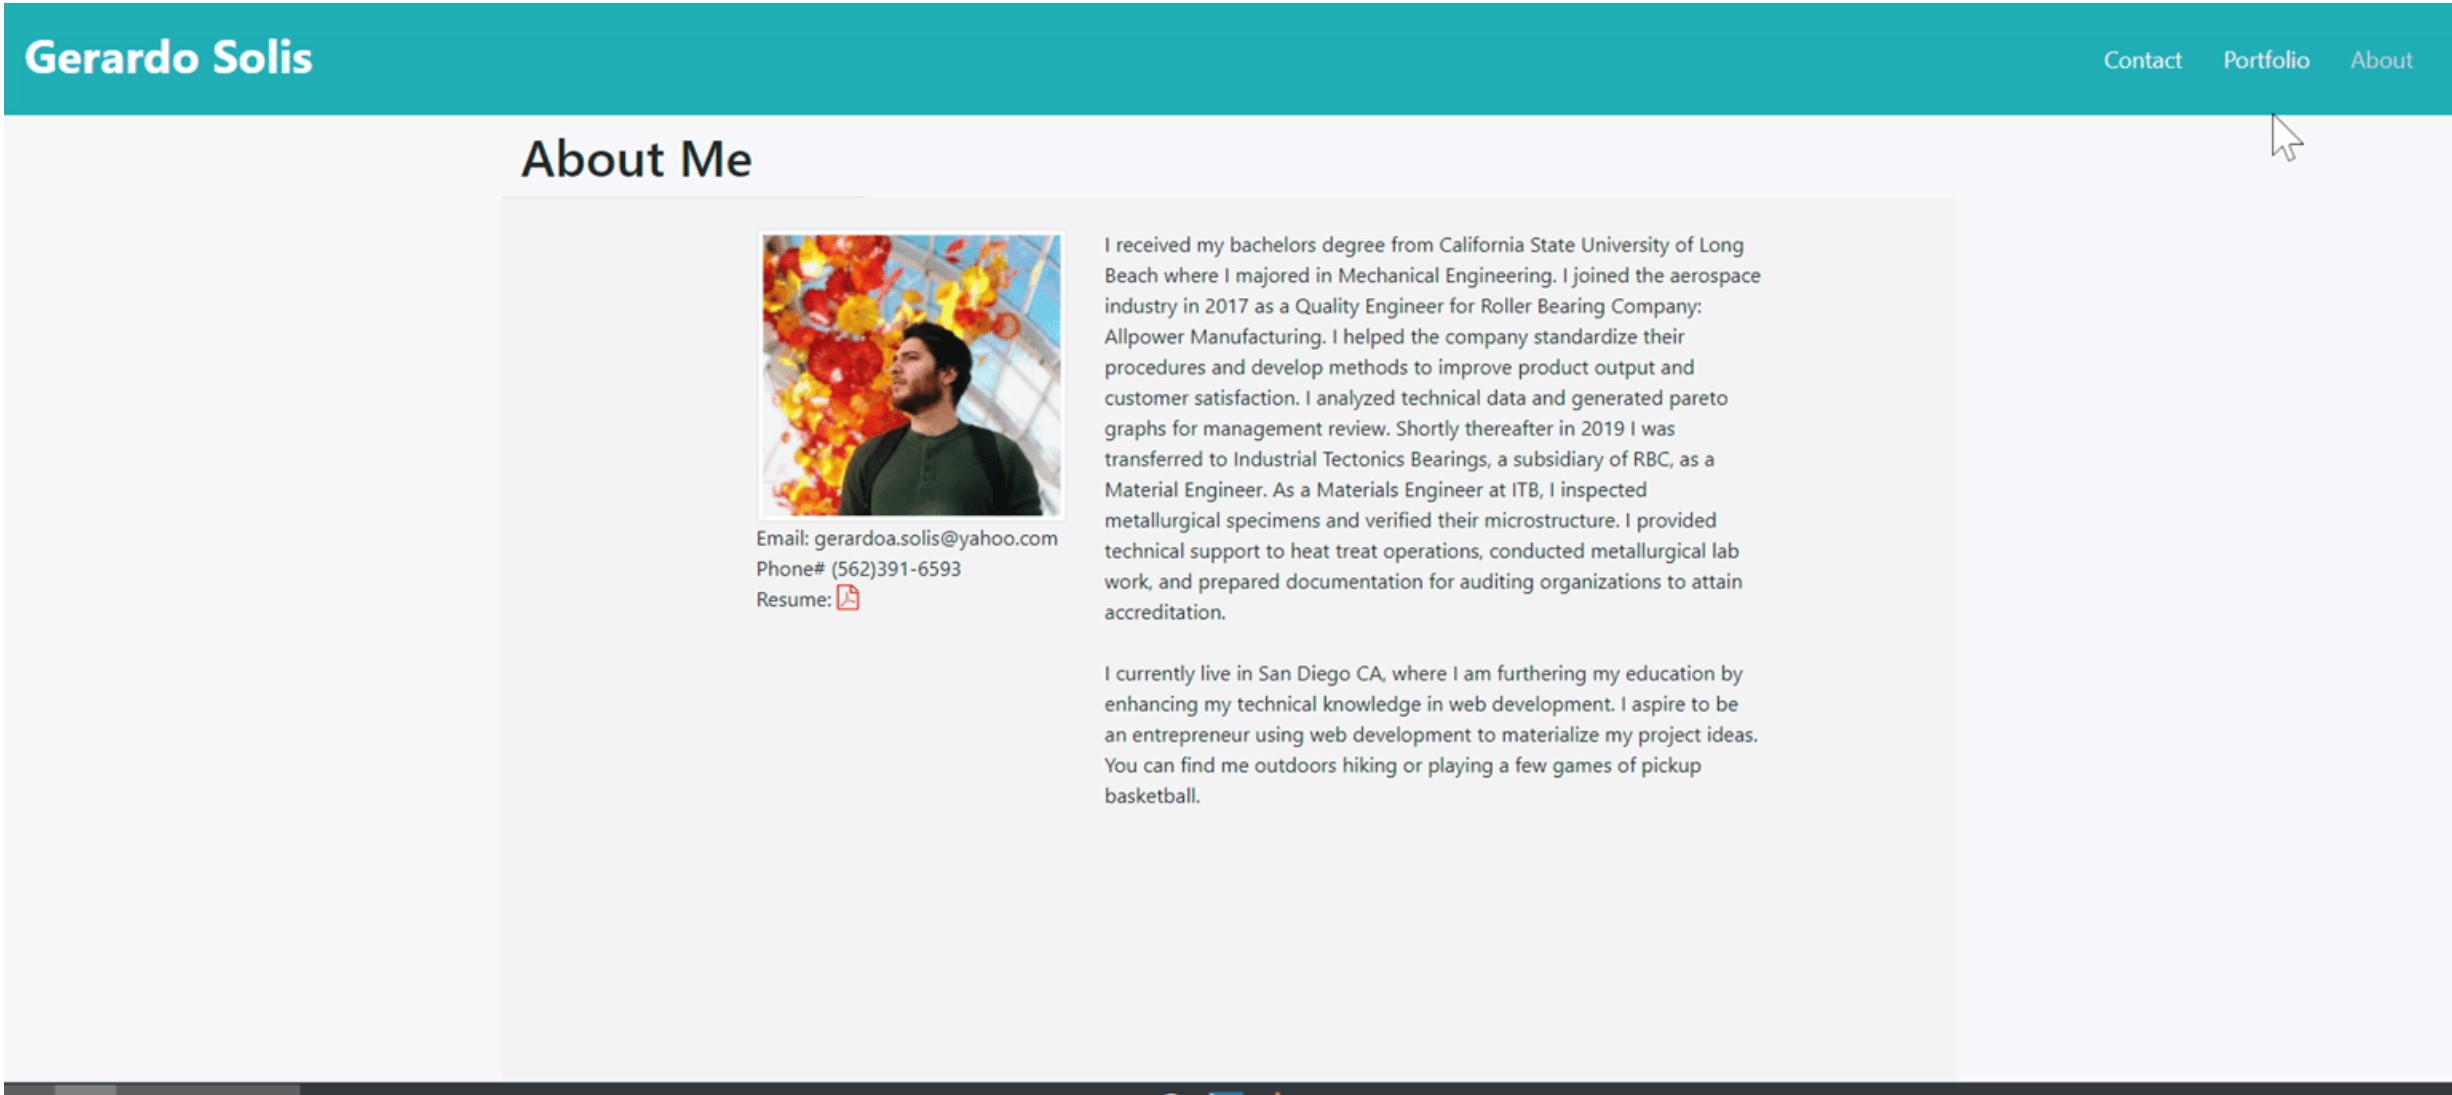 Gerardo Solis
Contact Portfolio About
About Me
Email: gerardoa.solis@yahoo.com
Phone# (562)391-6593
Resume:
I received my bachelors degree from California State University of Long
Beach where I majored in Mechanical Engineering. I joined the aerospace
industry in 2017 as a Quality Engineer for Roller Bearing Company:
Allpower Manufacturing. I helped the company standardize their
procedures and develop methods to improve product output and
customer satisfaction. I analyzed technical data and generated pareto
graphs for management review. Shortly thereafter in 2019 I was
transferred to Industrial Tectonics Bearings, a subsidiary of RBC, as a
Material Engineer. As a Materials Engineer at ITB, I inspected
metallurgical specimens and verified their microstructure. I provided
technical support to heat treat operations, conducted metallurgical lab
work, and prepared documentation for auditing organizations to attain
accreditation.
I currently live in San Diego CA, where I am furthering my education by
enhancing my technical knowledge in web development. I aspire to be
an entrepreneur using web development to materialize my project ideas.
You can find me outdoors hiking or playing a few games of pickup
basketball.